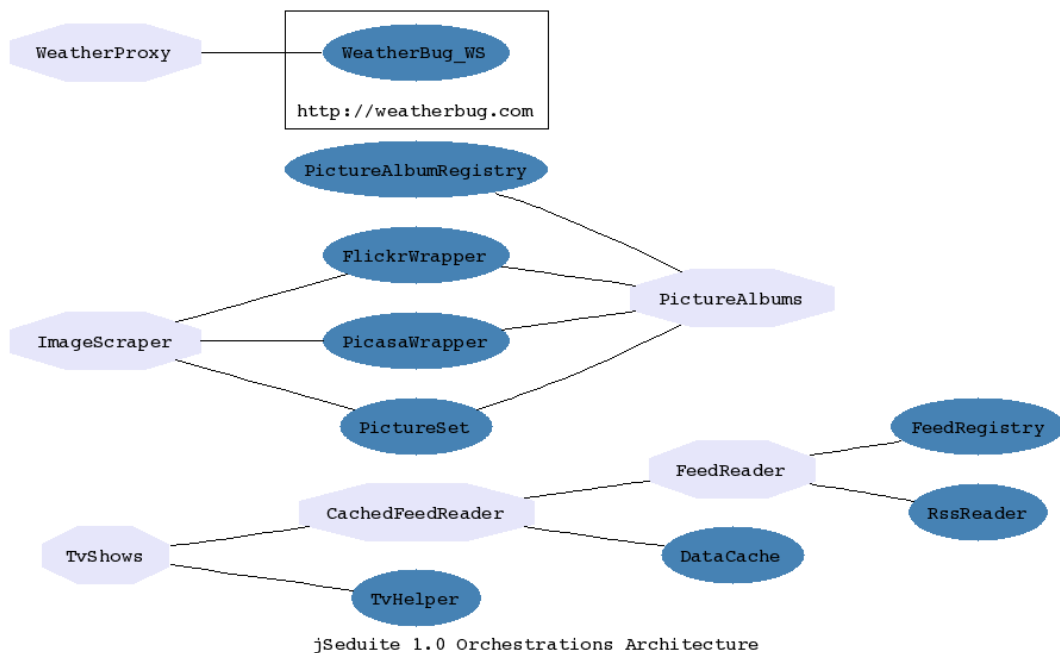 WeatherProxy
WeatherBug_WS
http://weatherbug.com
PictureAlbumRegistry
FlickrWrapper
PictureAlbums
ImageScraper
PicasaWrapper
PictureSet
FeedRegistry
FeedReader
CachedFeedReader
RssReader
TvShows
DataCache
TvHelper
jSeduite 1.0 Orchestrations Architecture